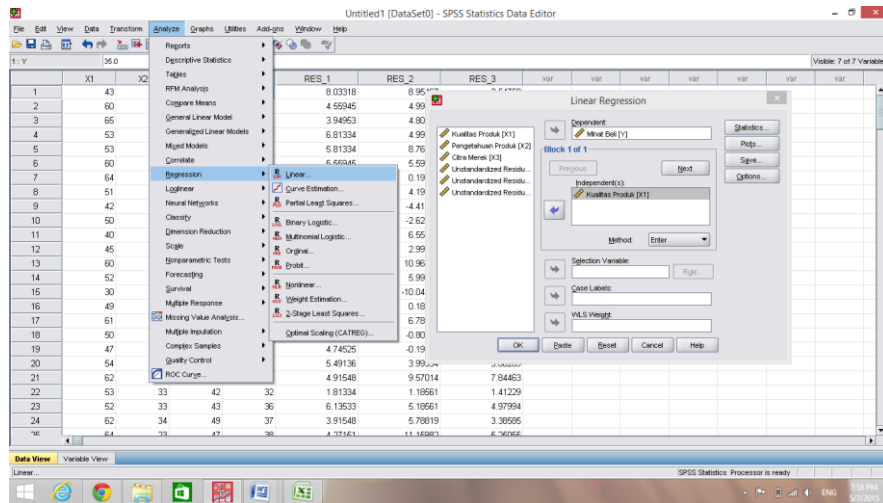 Untitled1 [DataSet0] - SPSS Statistics Data Editor
File Edit View Data Transform Analyze Graphs Utilities Add-ons Window Help
1 : Y 35.0 Visible: 7 of 7 Variable
X1 X2 RES_1 RES_2 RES_3 var var var var var var var
1 43 8.03318
2 60 4.55945 4.99
3 65 3.94953 4.80
4 53 6.81334 4.99
5 53 5.81334 8.76
6 60 5.56945 5.59
7 64 0.19
8 51 4.19
9 42 -4.41
10 50 -2.62
11 40 6.55
12 45 2.99
13 60 10.96
14 52 5.99
15 30 -10.04
16 49 0.18
17 61 6.78
18 50 -0.80
19 47 4.74525 -0.19
20 54 5.49136
21 62 4.91548 9.57014 7.84463
22 53 33 42 32 1.81334 1.18561 1.41229
23 52 33 43 36 6.13533 5.18561 4.97994
24 62 34 49 37 3.91548 5.78819 3.38585
Reports
Descriptive Statistics
Tables
RFM Analysis
Compare Means
General Linear Model
Generalized Linear Models
Mixed Models
Correlate
Regression
Loglinear
Neural Networks
Classify
Dimension Reduction
Scale
Nonparametric Tests
Forecasting
Survival
Multiple Response
Missing Value Analysis...
Multiple Imputation
Complex Samples
Quality Control
ROC Curve...
Linear...
Curve Estimation...
Partial Least Squares...
Binary Logistic...
Multinomial Logistic...
Ordinal...
Probit...
Nonlinear...
Weight Estimation...
2-Stage Least Squares...
Optimal Scaling (CATREG)...
Linear Regression
Kualitas Produk [X1]
Pengetahuan Produk [X2]
Citra Merek [X3]
Unstandardized Residu...
Unstandardized Residu...
Unstandardized Residu...
Dependent:
Minat Beli [Y]
Block 1 of 1
Previous Next
Independent(s):
Kualitas Produk [X1]
Method: Enter
Selection Variable:
Rule...
Case Labels:
WLS Weight:
Statistics...
Plots...
Save...
Options...
OK Paste Reset Cancel Help
Data View Variable View
Linear... SPSS Statistics Processor is ready
ENG 7:38 PM
5/7/2015